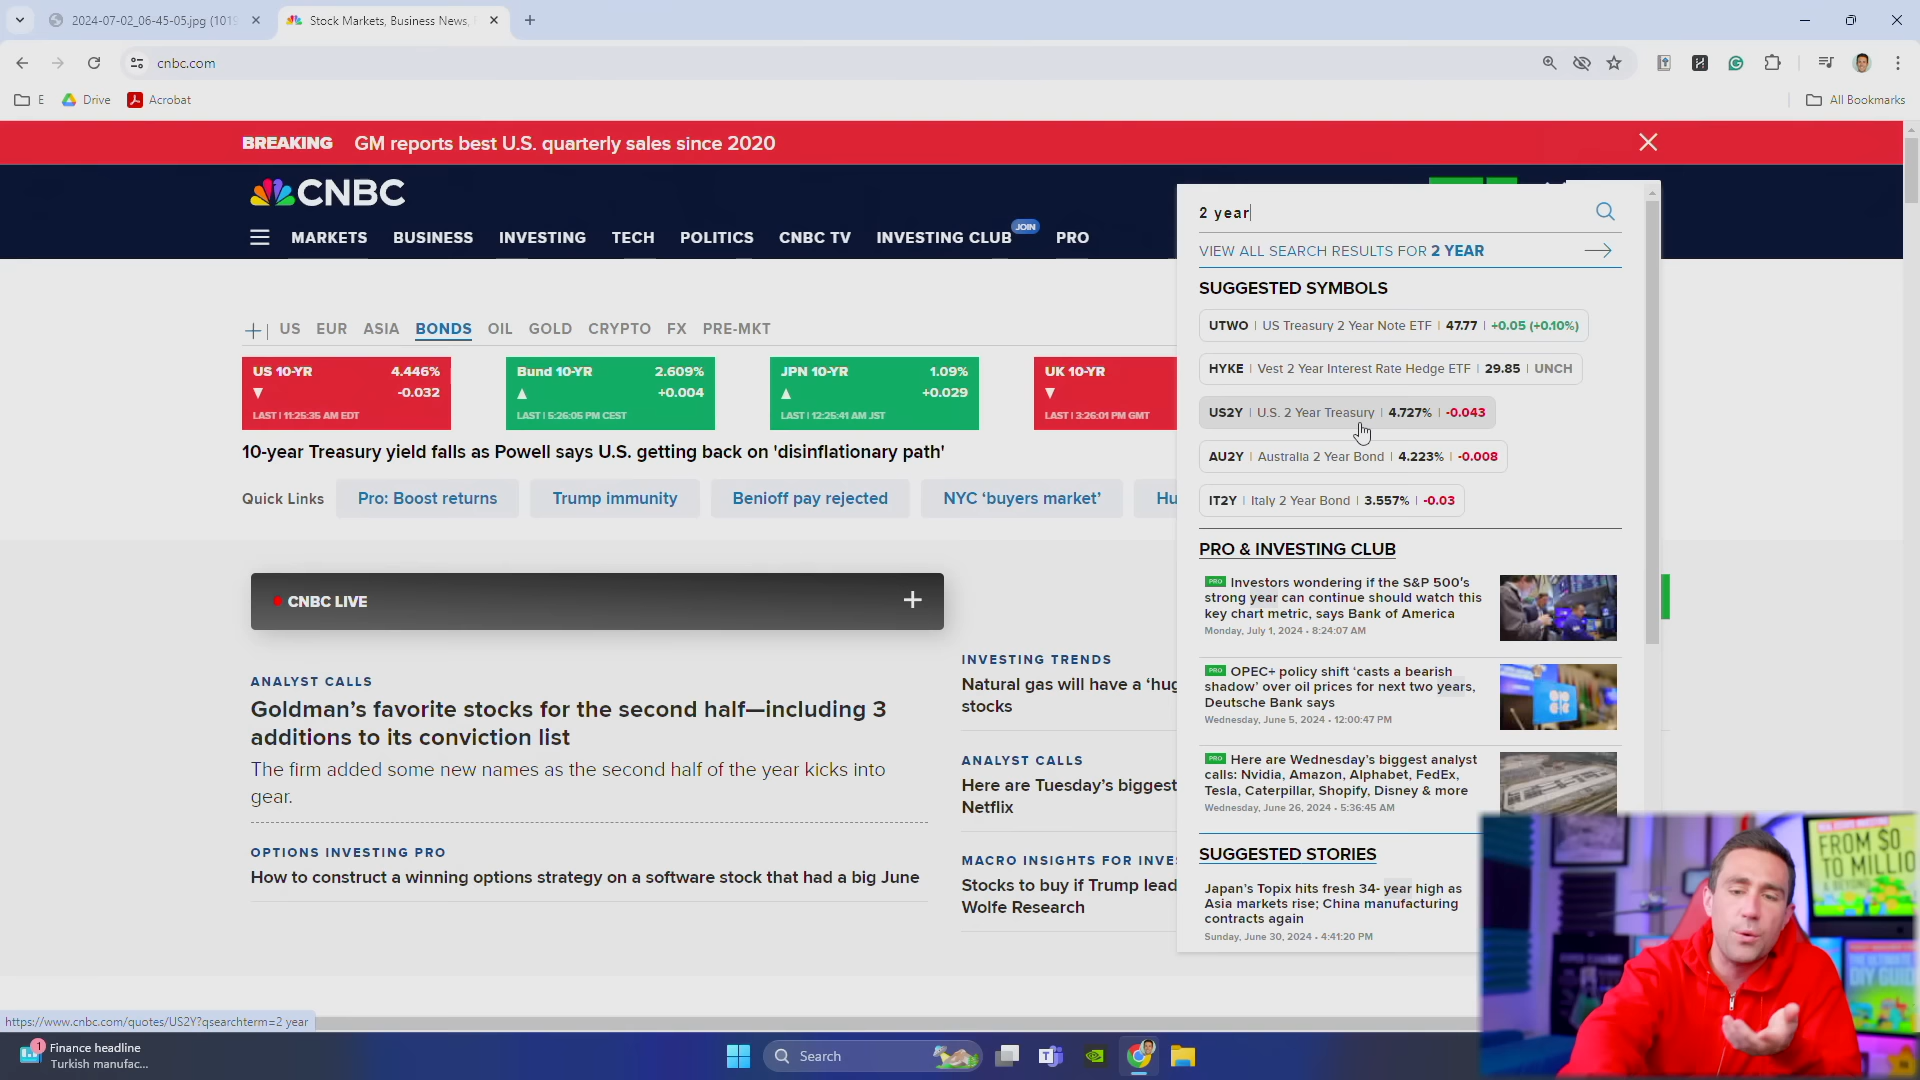 2024-07-02_06-45-05.jpg (1019
Stock Markets, Business News,
cnbc.com
E
Drive
Acrobat
All Bookmarks
BREAKING GM reports best U.S. quarterly sales since 2020
CNBC
MARKETS BUSINESS INVESTING TECH POLITICS CNBC TV INVESTING CLUB JOIN PRO
2 year
VIEW ALL SEARCH RESULTS FOR 2 YEAR
SUGGESTED SYMBOLS
UTWO | US Treasury 2 Year Note ETF | 47.77 | +0.05 (+0.10%)
HYKE | Vest 2 Year Interest Rate Hedge ETF | 29.85 | UNCH
US2Y | U.S. 2 Year Treasury | 4.727% | -0.043
AU2Y | Australia 2 Year Bond | 4.223% | -0.008
IT2Y | Italy 2 Year Bond | 3.557% | -0.03
PRO & INVESTING CLUB
PRO Investors wondering if the S&P 500's
strong year can continue should watch this
key chart metric, says Bank of America
Monday, July 1, 2024 • 8:24:07 AM
PRO OPEC+ policy shift 'casts a bearish
shadow' over oil prices for next two years,
Deutsche Bank says
Wednesday, June 5, 2024 • 12:00:47 PM
PRO Here are Wednesday's biggest analyst
calls: Nvidia, Amazon, Alphabet, FedEx,
Tesla, Caterpillar, Shopify, Disney & more
Wednesday, June 26, 2024 • 5:36:45 AM
SUGGESTED STORIES
Japan's Topix hits fresh 34- year high as
Asia markets rise; China manufacturing
contracts again
Sunday, June 30, 2024 • 4:41:20 PM
US EUR ASIA BONDS OIL GOLD CRYPTO FX PRE-MKT
US 10-YR 4.446%
▼ -0.032
LAST | 11:25:35 AM EDT
Bund 10-YR 2.609%
▲ +0.004
LAST | 5:26:05 PM CEST
JPN 10-YR 1.09%
▲ +0.029
LAST | 12:25:41 AM JST
UK 10-YR
▼
LAST | 3:26:01 PM GMT
10-year Treasury yield falls as Powell says U.S. getting back on 'disinflationary path'
Quick Links Pro: Boost returns Trump immunity Benioff pay rejected NYC ‘buyers market’ Hu
CNBC LIVE
ANALYST CALLS
Goldman’s favorite stocks for the second half—including 3
additions to its conviction list
The firm added some new names as the second half of the year kicks into
gear.
OPTIONS INVESTING PRO
How to construct a winning options strategy on a software stock that had a big June
INVESTING TRENDS
Natural gas will have a ‘hug
stocks
ANALYST CALLS
Here are Tuesday’s biggest
Netflix
MACRO INSIGHTS FOR INVE
Stocks to buy if Trump lead
Wolfe Research
FROM $0
TO MILLIO
& BEYOND
DIY GUID
https://www.cnbc.com/quotes/US2Y?qsearchterm=2 year
1
Finance headline
Turkish manufac...
Search